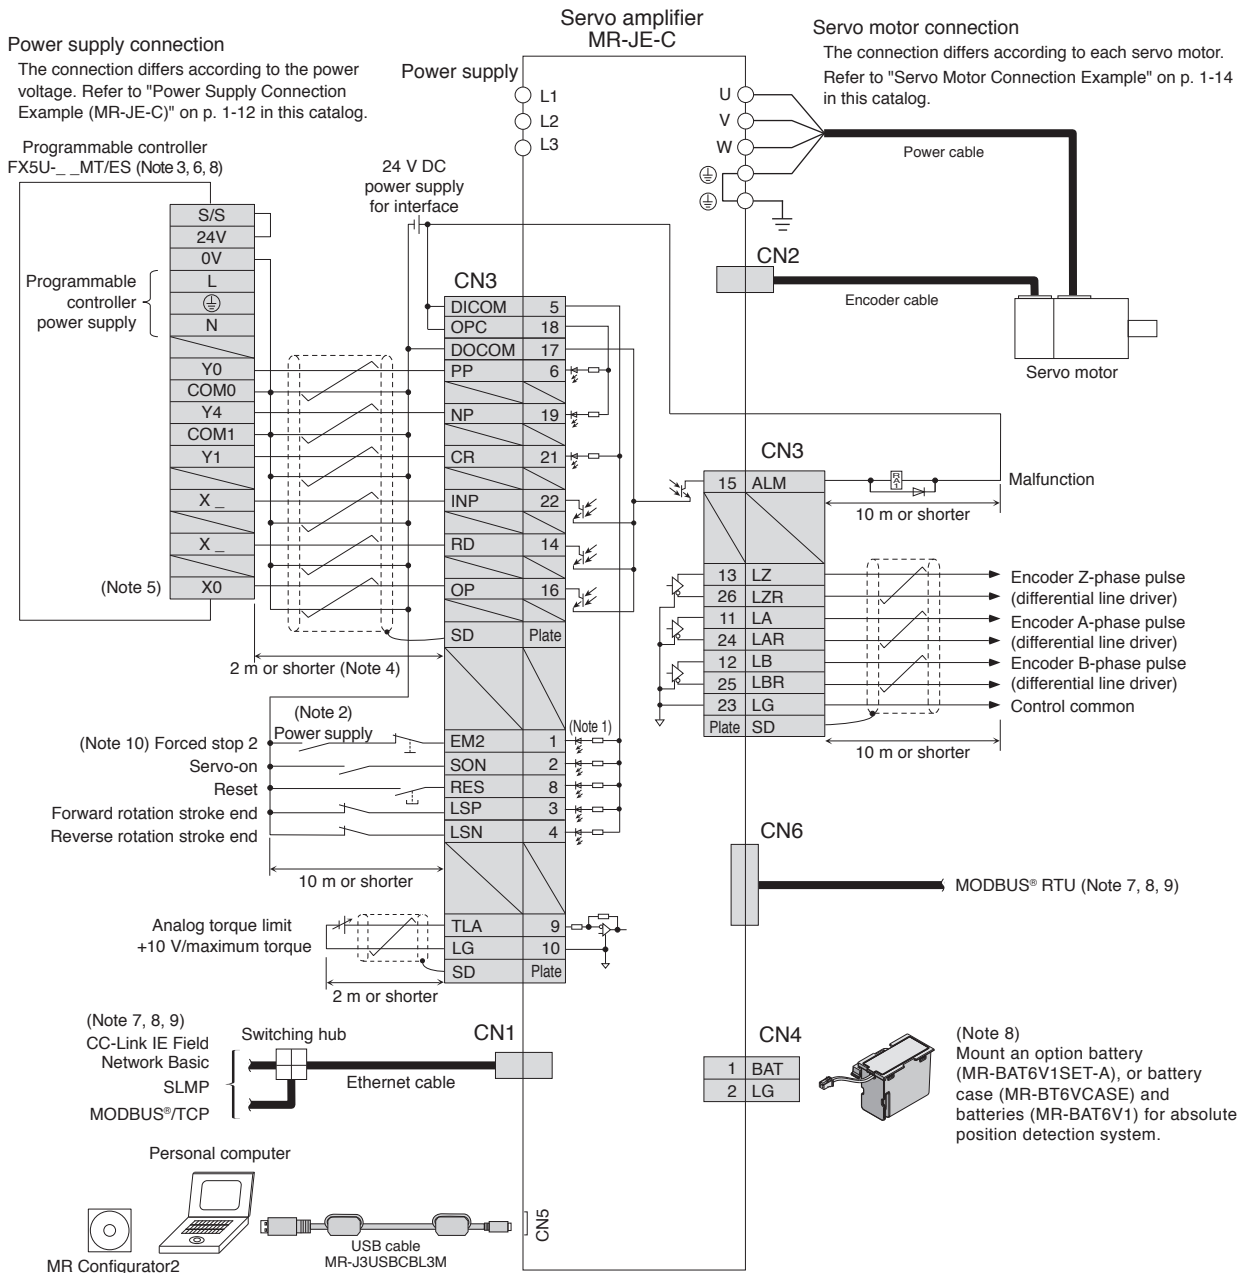 Servo amplifier
MR-JE-C
Power supply connection
The connection differs according to the power
voltage. Refer to "Power Supply Connection
Example (MR-JE-C)" on p. 1-12 in this catalog.
Servo motor connection
The connection differs according to each servo motor.
Refer to "Servo Motor Connection Example" on p. 1-14
in this catalog.
Power supply
L1
L2
L3
U
V
W
Power cable
CN2
Encoder cable
Servo motor
Programmable controller
FX5U-_ _MT/ES (Note 3, 6, 8)
24 V DC
power supply
for interface
S/S
24V
0V
L
N
Programmable
controller
power supply
Y0
COM0
Y4
COM1
Y1
X _
X _
(Note 5) X0
2 m or shorter (Note 4)
CN3
DICOM 5
OPC 18
DOCOM 17
PP 6
NP 19
CR 21
INP 22
RD 14
OP 16
SD Plate
(Note 2)
Power supply
(Note 1)
(Note 10) Forced stop 2 EM2 1
Servo-on SON 2
Reset RES 8
Forward rotation stroke end LSP 3
Reverse rotation stroke end LSN 4
10 m or shorter
Analog torque limit
+10 V/maximum torque
TLA 9
LG 10
SD Plate
2 m or shorter
CN3
15 ALM
RA1
Malfunction
10 m or shorter
13 LZ
26 LZR
11 LA
24 LAR
12 LB
25 LBR
23 LG
Plate SD
Encoder Z-phase pulse
(differential line driver)
Encoder A-phase pulse
(differential line driver)
Encoder B-phase pulse
(differential line driver)
Control common
10 m or shorter
CN6
MODBUS® RTU (Note 7, 8, 9)
(Note 7, 8, 9)
CC-Link IE Field
Network Basic
SLMP
MODBUS®/TCP
Switching hub
Ethernet cable
CN1
CN4
1 BAT
2 LG
(Note 8)
Mount an option battery
(MR-BAT6V1SET-A), or battery
case (MR-BT6VCASE) and
batteries (MR-BAT6V1) for absolute
position detection system.
Personal computer
MR Configurator2
USB cable
MR-J3USBCBL3M
CN5